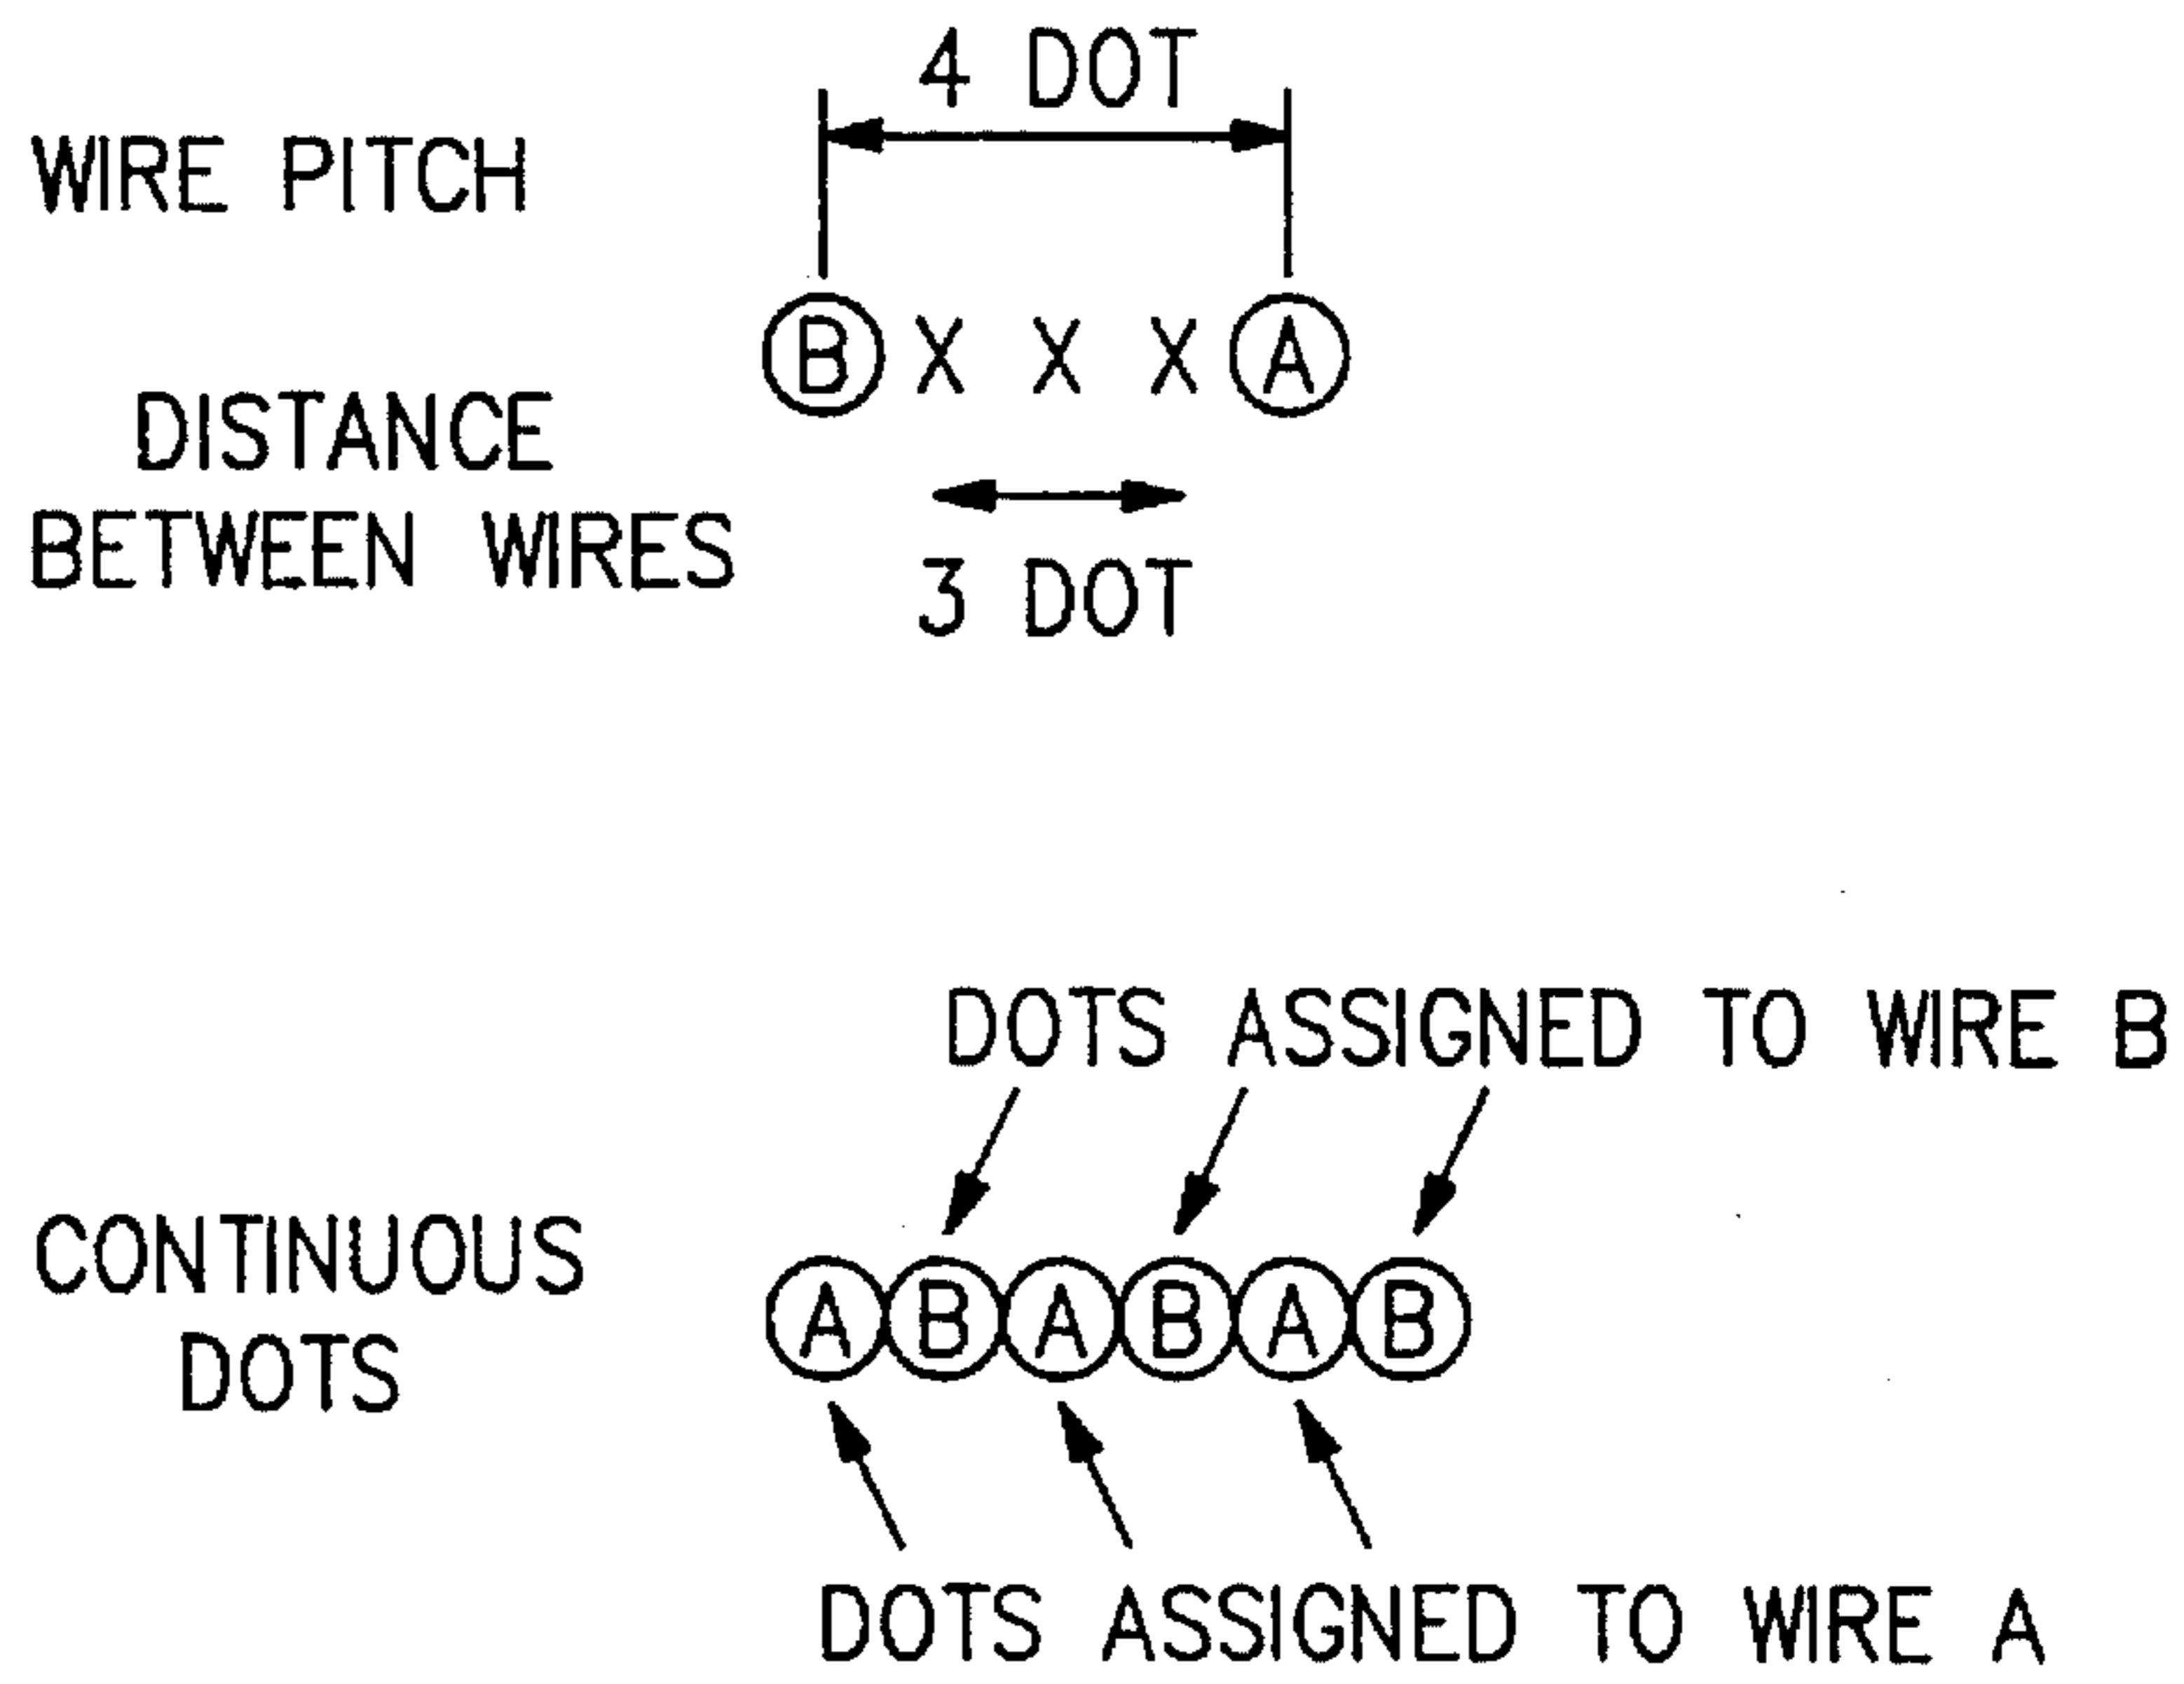 4 DOT
WIRE PITCH
B X X X A
DISTANCE
BETWEEN WIRES
3 DOT
DOTS ASSIGNED TO WIRE B
CONTINUOUS
DOTS
A B A B A B
DOTS ASSIGNED TO WIRE A